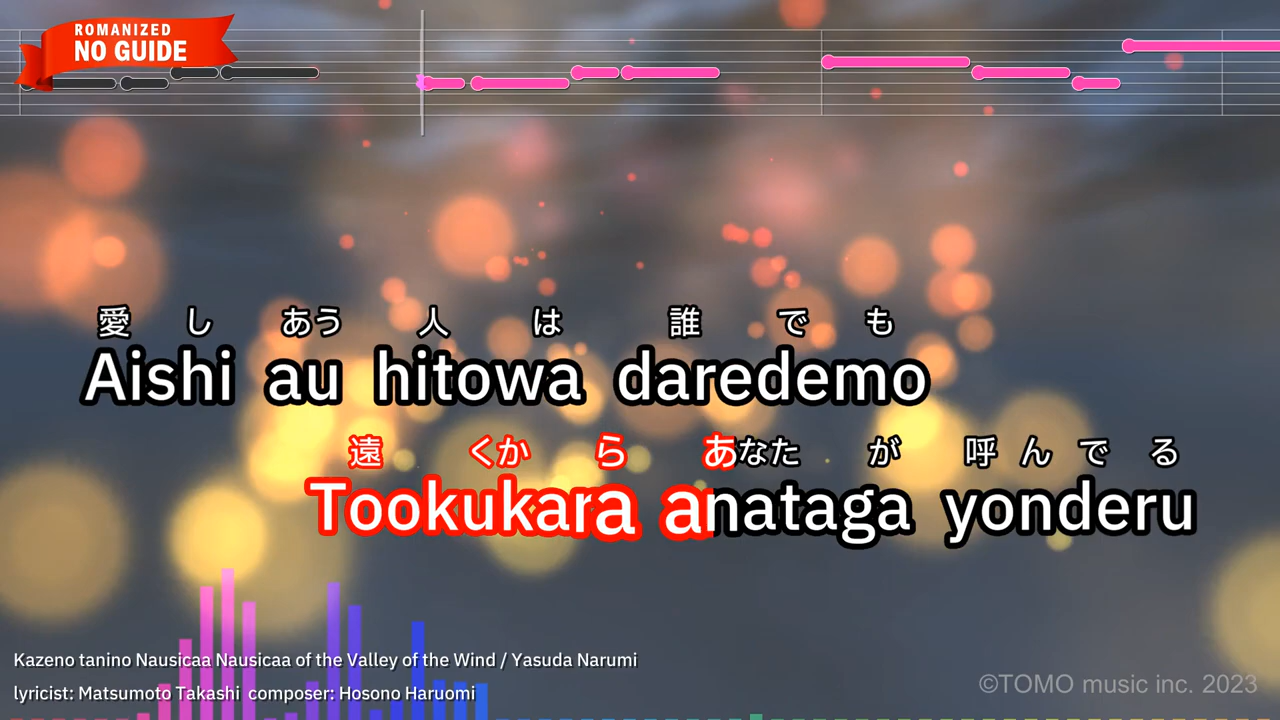 ROMANIZED
NO GUIDE
愛 し あう 人 は 誰 で も
Aishi au hitowa daredemo
遠 くか ら あなた が 呼 ん で る
Tookukara anataga yonderu
Kazeno tanino Nausicaa Nausicaa of the Valley of the Wind / Yasuda Narumi
lyricist: Matsumoto Takashi composer: Hosono Haruomi
©TOMO music inc. 2023